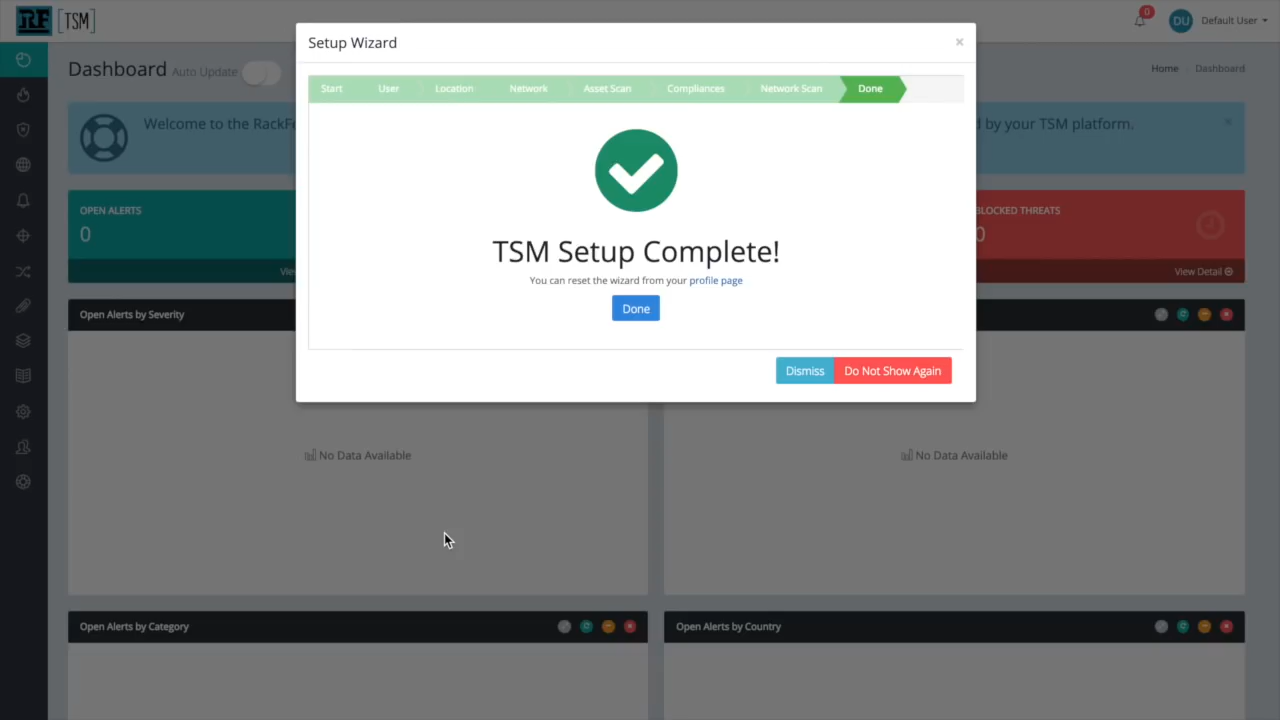 RF [TSM]
0
DU
Default User
Setup Wizard
×
Dashboard
Auto Update
Home
Dashboard
Start
User
Location
Network
Asset Scan
Compliances
Network Scan
Done
Welcome to the
d by your TSM platform.
×
OPEN ALERTS
0
BLOCKED THREATS
0
View Detail
TSM Setup Complete!
You can reset the wizard from your profile page
Done
Open Alerts by Severity
Dismiss
Do Not Show Again
No Data Available
No Data Available
Open Alerts by Category
Open Alerts by Country